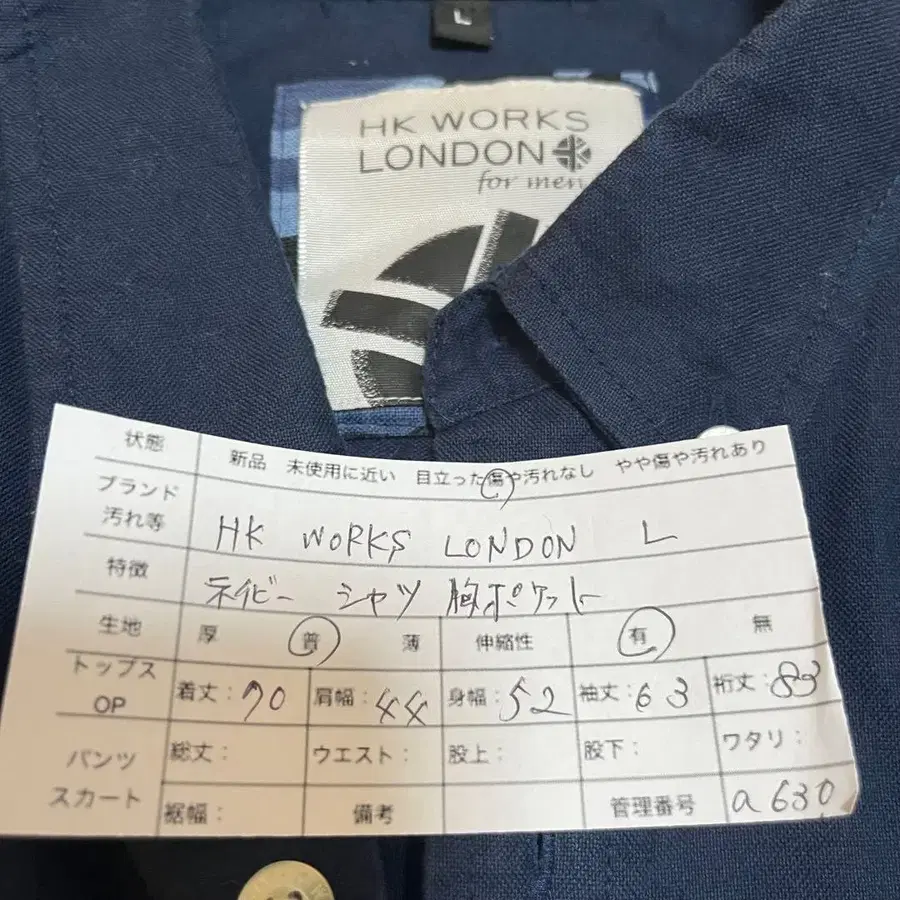 L
HK WORKS
LONDON
for men
状態 新品 未使用に近い 目立った傷や汚れなし やや傷や汚れあり
ブランド
汚れ等 HK WORKS LONDON L
特徴 ネイビー シャツ 胸ポケット
生地 厚 普 薄 伸縮性 有 無
トップス
OP 着丈:70 肩幅:44 身幅:52 袖丈:63 裄丈:83
パンツ 総丈: ウエスト: 股上: 股下: ワタリ:
スカート 裾幅: 備考 管理番号 a630